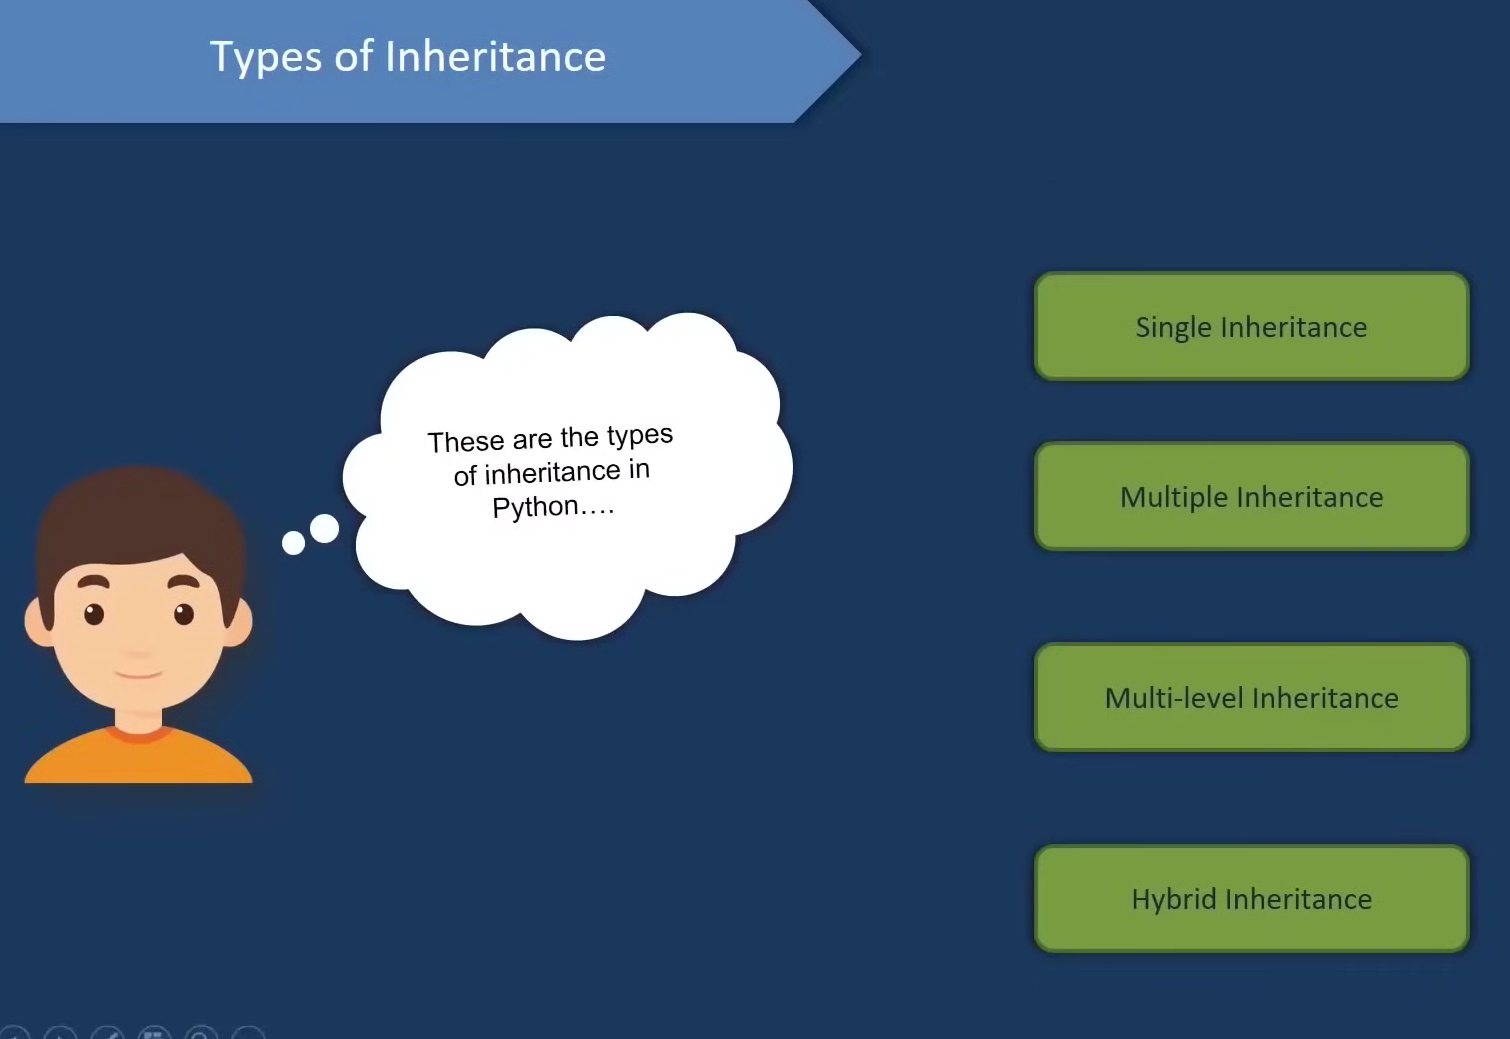 Types of Inheritance
These are the types
of inheritance in
Python....
Single Inheritance
Multiple Inheritance
Multi-level Inheritance
Hybrid Inheritance